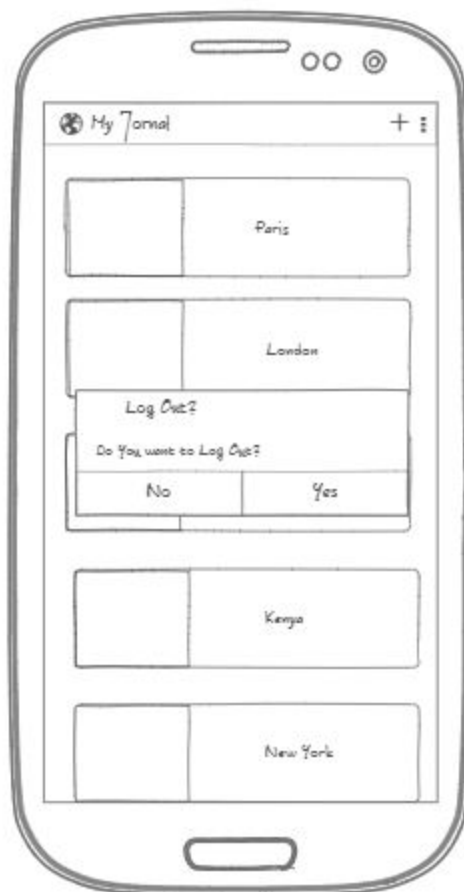 My Jornal
Paris
London
Log Out?
Do You want to Log Out?
No Yes
Kenya
New York